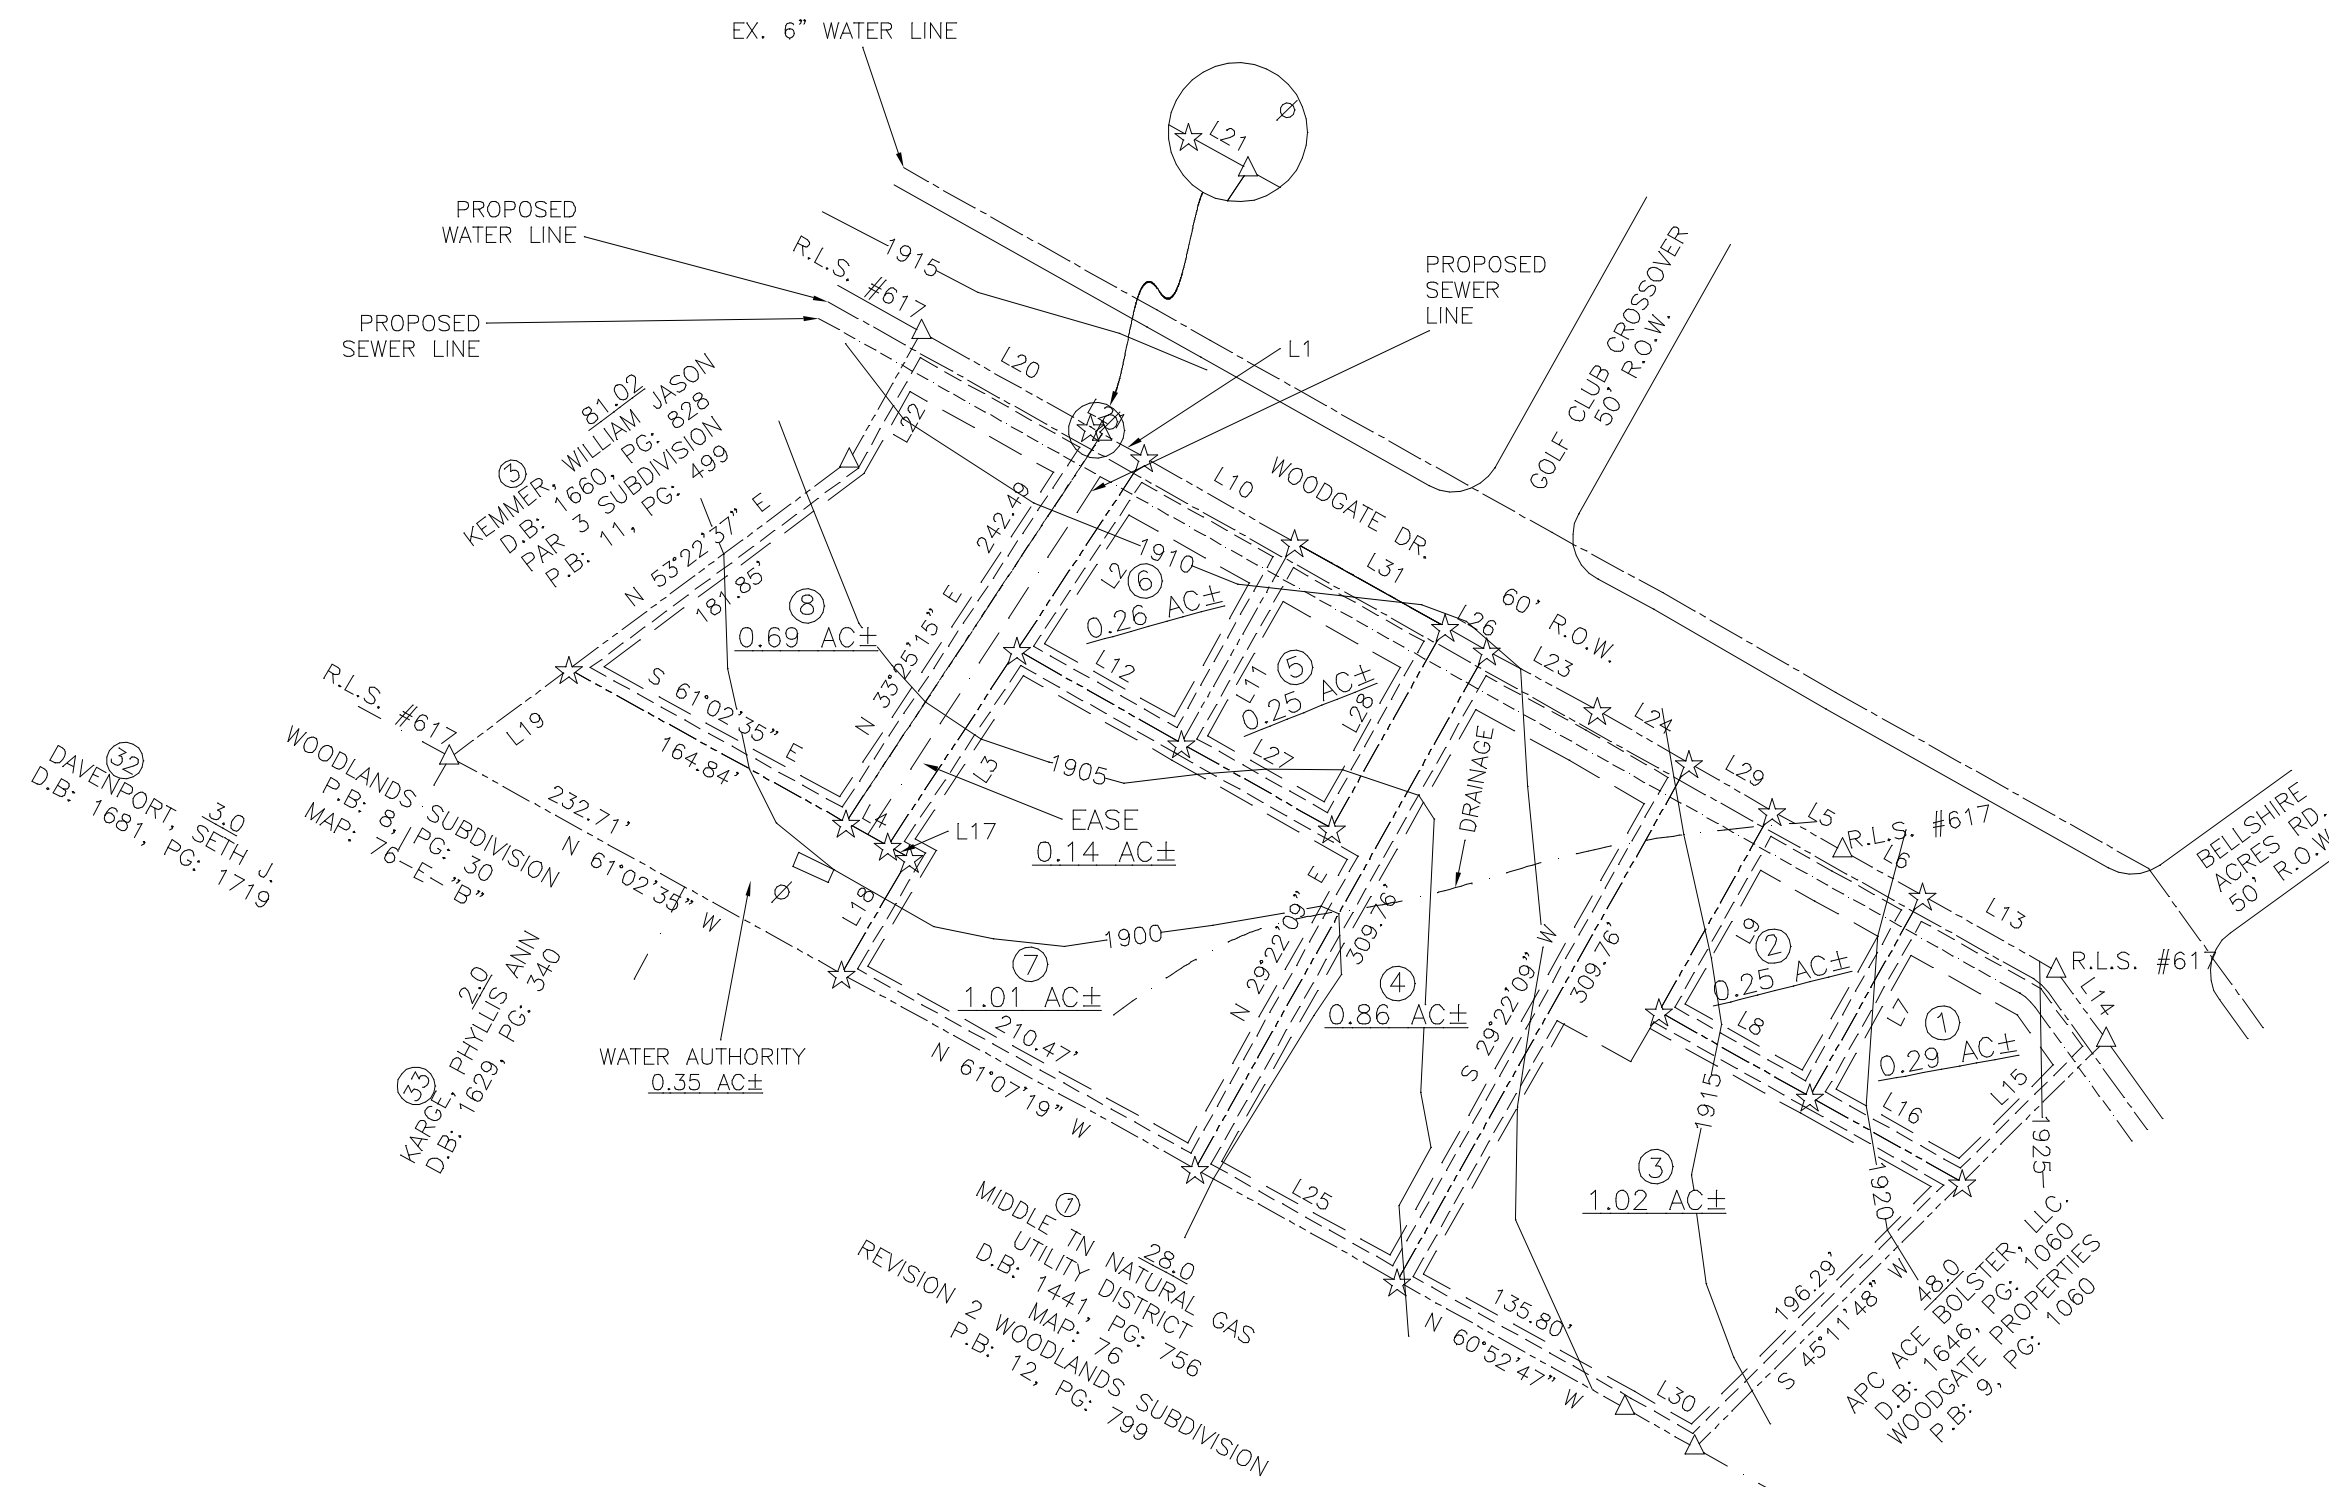 EX. 6" WATER LINE
L21
PROPOSED
WATER LINE
R.L.S. #617
1915
PROPOSED
SEWER
LINE
GOLF CLUB CROSSOVER
50' R.O.W.
PROPOSED
SEWER LINE
L1
L20
L21
81.02
3
KEMMER, WILLIAM JASON
D.B: 1660, PG: 828
PAR 3 SUBDIVISION
P.B: 11, PG: 499
L22
L10
WOODGATE DR.
60' R.O.W.
N 53°22'37" E
181.85'
242.49
N 33°25'15" E
1910
L2
6
0.26 AC±
L31
L26
L23
8
0.69 AC±
L12
L11
5
0.25 AC±
L28
L27
L24
L29
L5
R.L.S. #617
L6
R.L.S. #617
L19
S 61°02'35" E
164.84'
L3
1905
DRAINAGE
BELLSHIRE
ACRES RD.
50' R.O.W
32
3.0
DAVENPORT, SETH J.
D.B: 1681, PG: 1719
WOODLANDS SUBDIVISION
P.B: 8, PG: 30
MAP: 76-E-"B"
232.71'
N 61°02'35" W
L4
L17
EASE
0.14 AC±
L18
1900
L13
R.L.S. #617
L14
L9
2
0.25 AC±
L8
L7
1
0.29 AC±
L15
L16
7
1.01 AC±
N 29°22'09" E
309.76'
4
0.86 AC±
S 29°22'09" W
309.76'
1915
1920
1925
2.0
33
KARGE, PHYLLIS ANN
D.B: 1629, PG: 340
WATER AUTHORITY
0.35 AC±
210.47'
N 61°07'19" W
3
1.02 AC±
L25
1
28.0
MIDDLE TN NATURAL GAS
UTILITY DISTRICT
D.B: 1441, PG: 756
MAP: 76
REVISION 2 WOODLANDS SUBDIVISION
P.B: 12, PG: 799
135.80'
N 60°52'47" W
L30
196.29'
S 45°11'48" W
48.0
APC ACE BOLSTER, LLC.
D.B: 1646, PG: 1060
WOODGATE PROPERTIES
P.B: 9, PG: 1060